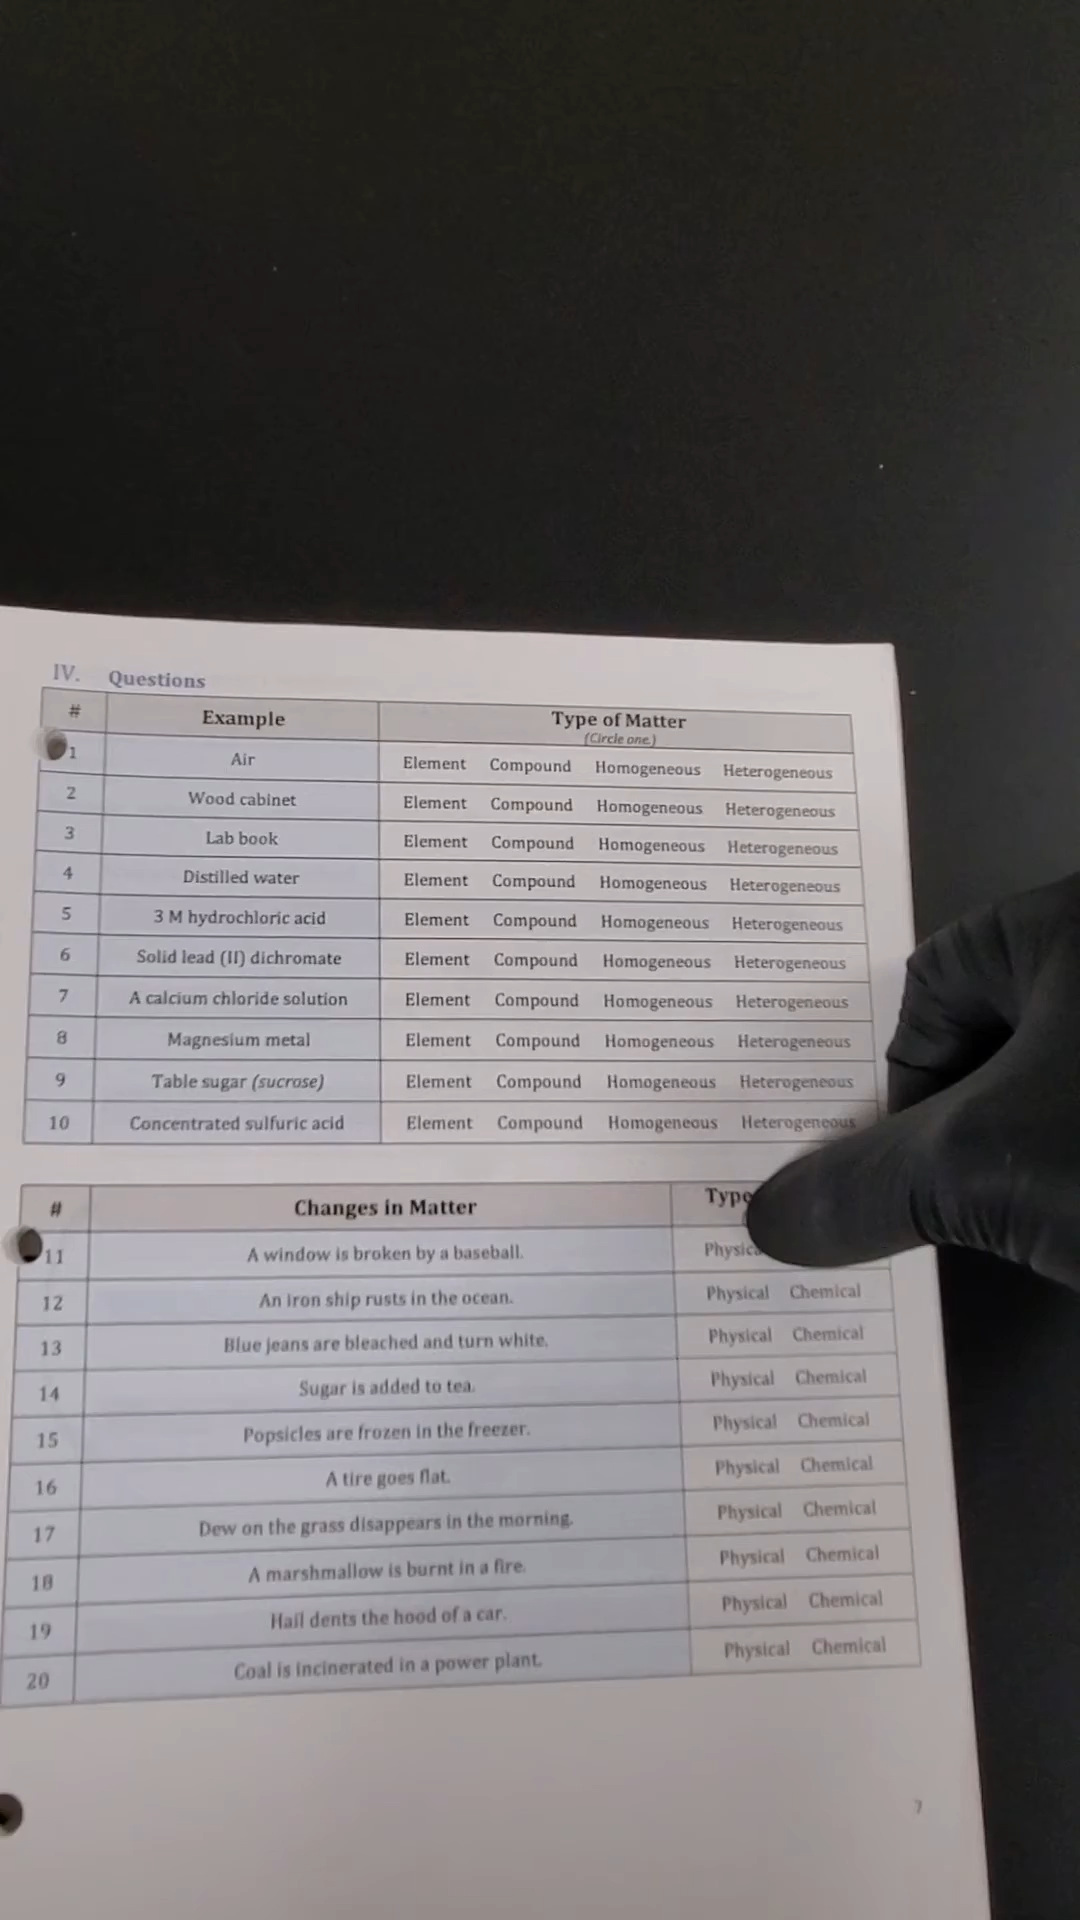 IV. Questions
# Example Type of Matter
(Circle one.)
1 Air Element Compound Homogeneous Heterogeneous
2 Wood cabinet Element Compound Homogeneous Heterogeneous
3 Lab book Element Compound Homogeneous Heterogeneous
4 Distilled water Element Compound Homogeneous Heterogeneous
5 3 M hydrochloric acid Element Compound Homogeneous Heterogeneous
6 Solid lead (II) dichromate Element Compound Homogeneous Heterogeneous
7 A calcium chloride solution Element Compound Homogeneous Heterogeneous
8 Magnesium metal Element Compound Homogeneous Heterogeneous
9 Table sugar (sucrose) Element Compound Homogeneous Heterogeneous
10 Concentrated sulfuric acid Element Compound Homogeneous Heterogeneous
# Changes in Matter Type
11 A window is broken by a baseball.
12 An iron ship rusts in the ocean. Physical Chemical
13 Blue jeans are bleached and turn white. Physical Chemical
14 Sugar is added to tea. Physical Chemical
15 Popsicles are frozen in the freezer. Physical Chemical
16 A tire goes flat. Physical Chemical
17 Dew on the grass disappears in the morning. Physical Chemical
18 A marshmallow is burnt in a fire. Physical Chemical
19 Hail dents the hood of a car. Physical Chemical
20 Coal is incinerated in a power plant. Physical Chemical
7